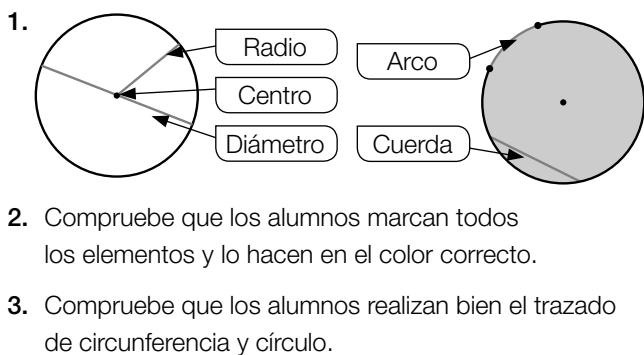 1.
Radio
Centro
Diámetro
Arco
Cuerda
2. Compruebe que los alumnos marcan todos
los elementos y lo hacen en el color correcto.
3. Compruebe que los alumnos realizan bien el trazado
de circunferencia y círculo.